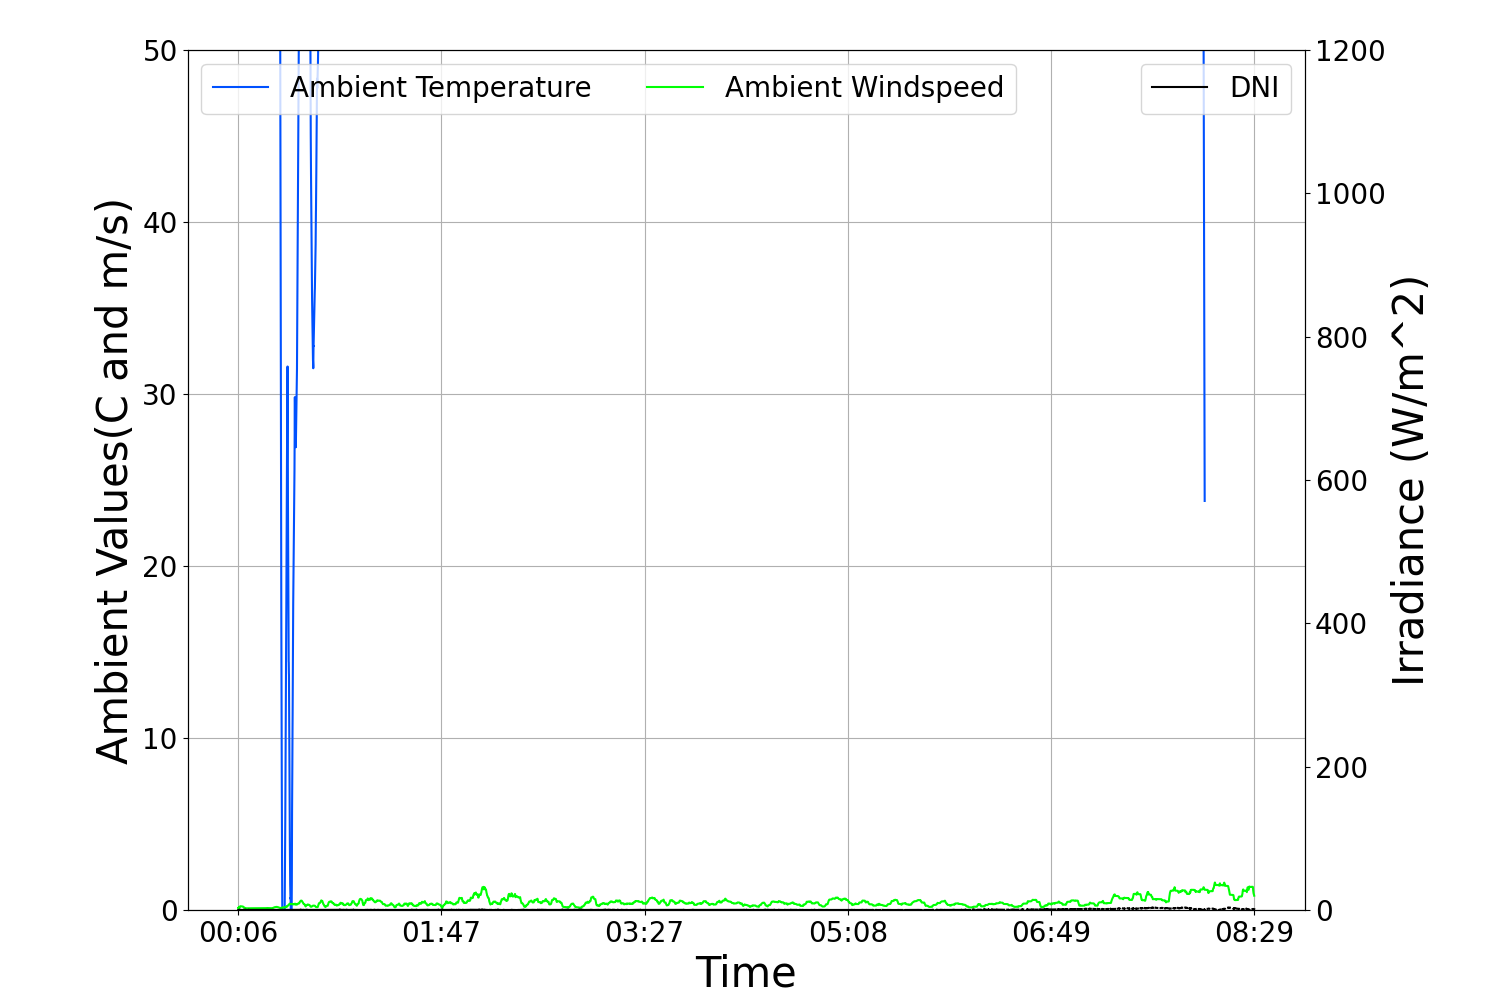 Ambient Temperature
Ambient Windspeed
DNI
Ambient Values(C and m/s)
50
40
30
20
10
0
1200
1000
800
600
400
200
0
Irradiance (W/m^2)
00:06 01:47 03:27 05:08 06:49 08:29
Time